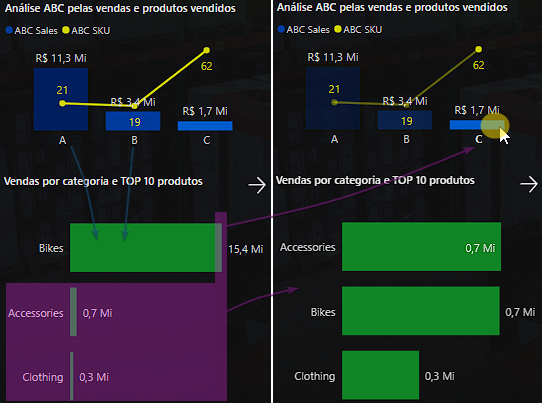 Análise ABC pelas vendas e produtos vendidos
ABC Sales ABC SKU
R$ 11,3 Mi
21
R$ 3,4 Mi
19
62
R$ 1,7 Mi
A B C
Vendas por categoria e TOP 10 produtos
Bikes 15,4 Mi
Accessories 0,7 Mi
Clothing 0,3 Mi
Análise ABC pelas vendas e produtos vendidos
ABC Sales ABC SKU
R$ 11,3 Mi
21
R$ 3,4 Mi
19
62
R$ 1,7 Mi
A B C
Vendas por categoria e TOP 10 produtos
Accessories 0,7 Mi
Bikes 0,7 Mi
Clothing 0,3 Mi